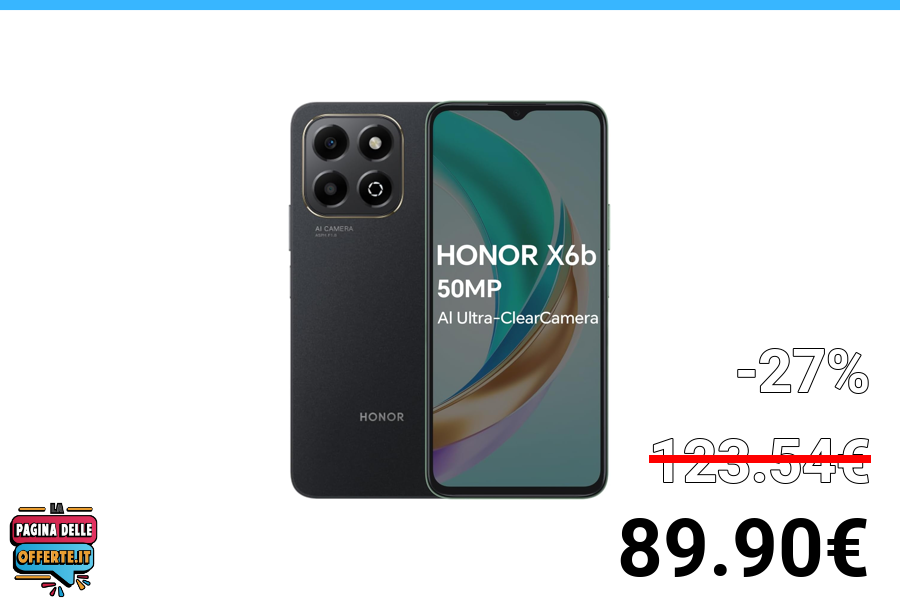 AI CAMERA
HONOR
HONOR X6b
50MP
AI Ultra-ClearCamera
-27%
123.54€
89.90€
LA
PAGINA DELLE
OFFERTE.IT